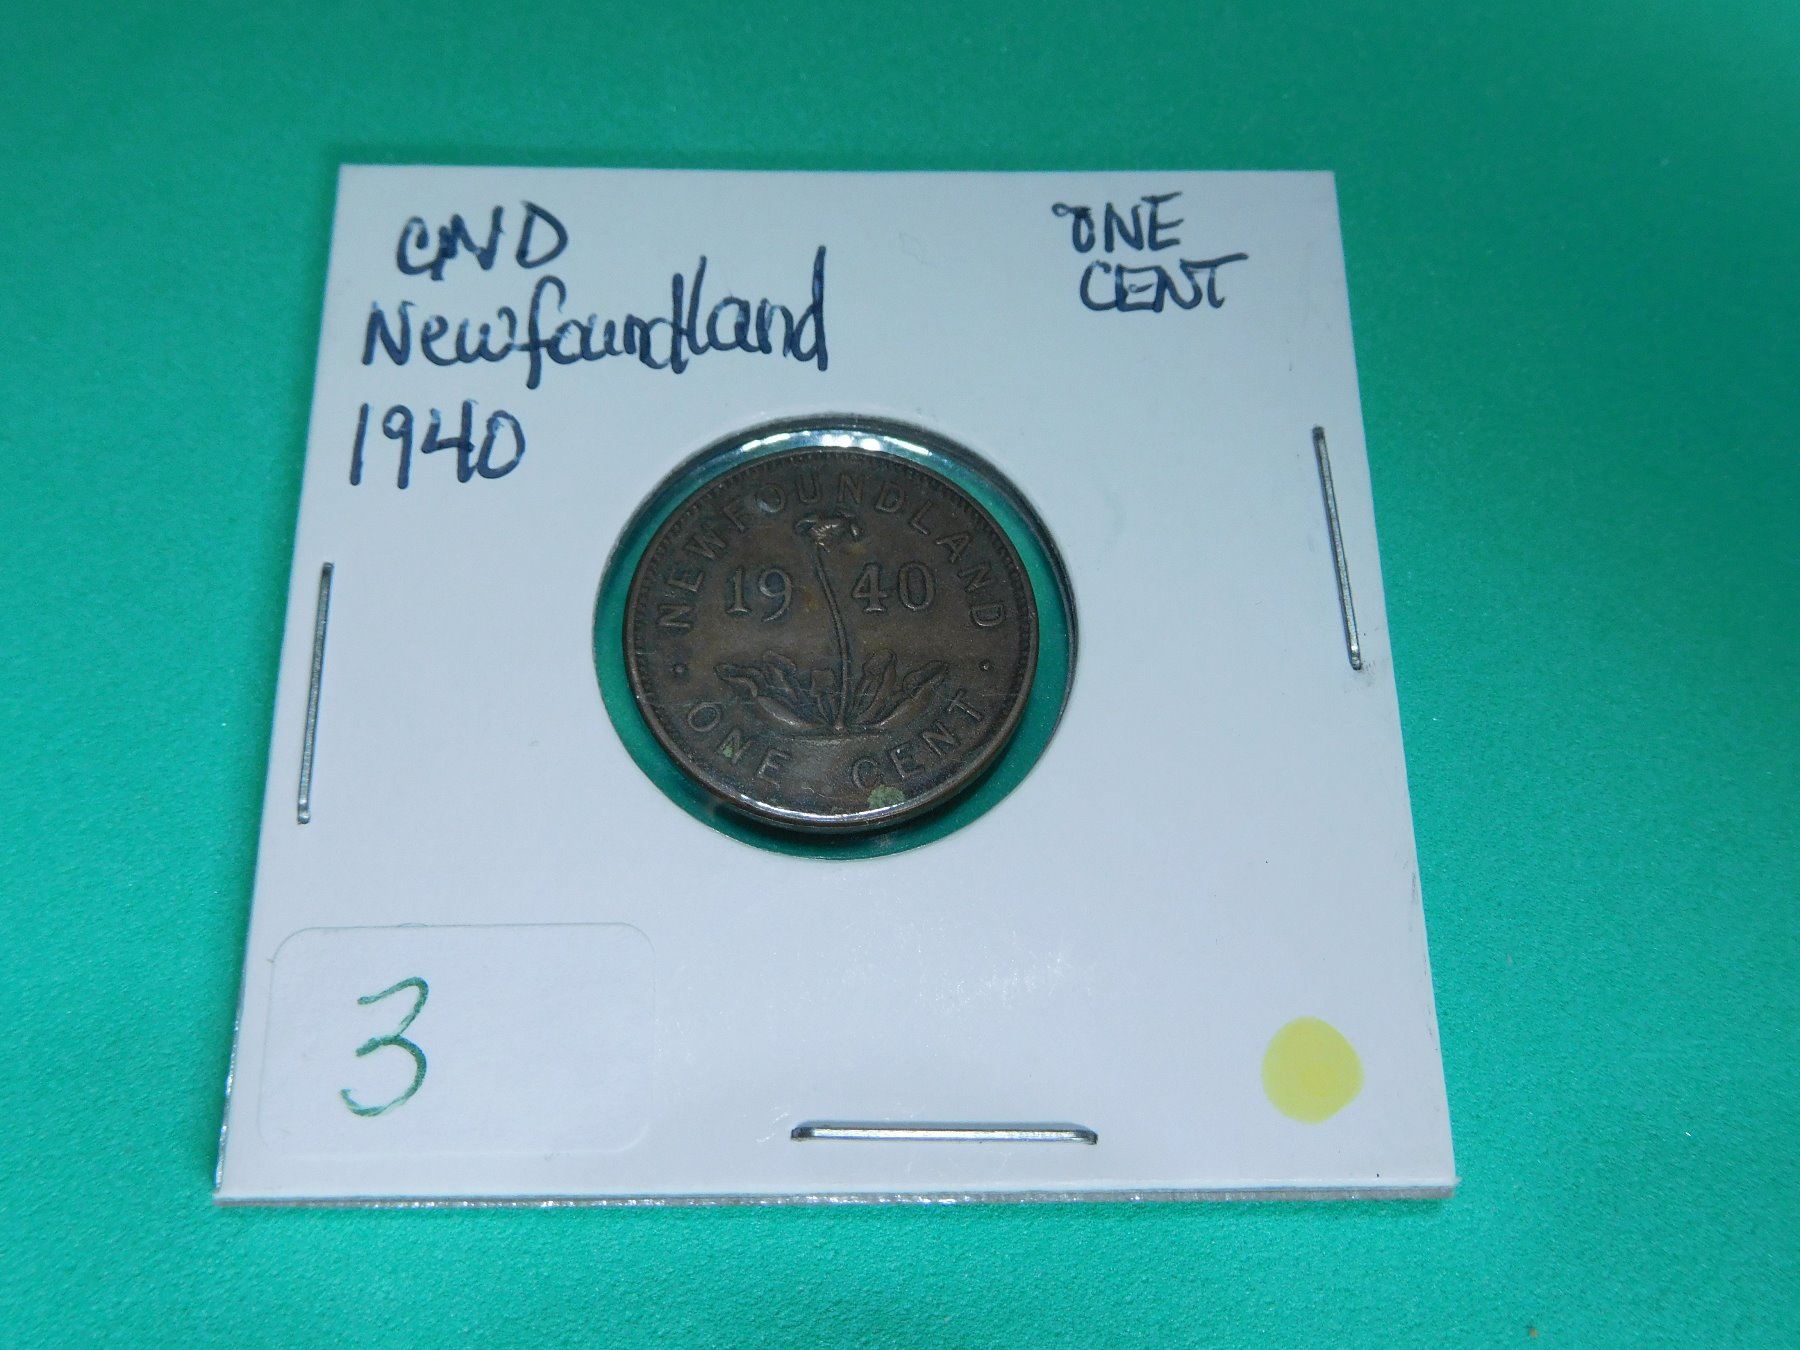 CND
Newfoundland
1940
ONE
CENT
NEWFOUNDLAND
19 40
ONE CENT
3